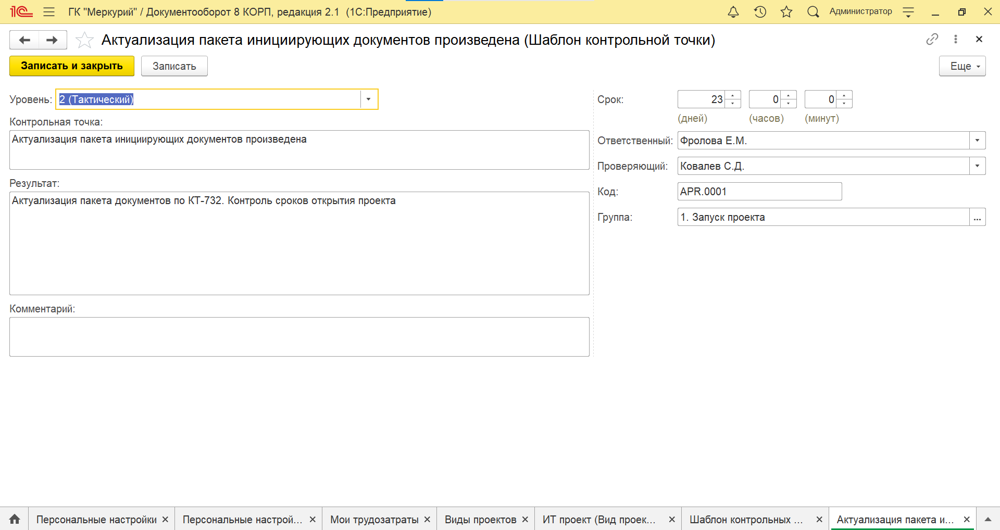 1С ГК "Меркурий" / Документооборот 8 КОРП, редакция 2.1 (1С:Предприятие) Администратор
Актуализация пакета инициирующих документов произведена (Шаблон контрольной точки)
Записать и закрыть Записать Еще
Уровень: 2 (Тактический)
Контрольная точка:
Актуализация пакета инициирующих документов произведена
Результат:
Актуализация пакета документов по КТ-732. Контроль сроков открытия проекта
Комментарий:
Срок: 23 0 0
(дней) (часов) (минут)
Ответственный: Фролова Е.М.
Проверяющий: Ковалев С.Д.
Код: APR.0001
Группа: 1. Запуск проекта ...
Персональные настройки Персональные настрой... Мои трудозатраты Виды проектов ИТ проект (Вид проек... Шаблон контрольных ... Актуализация пакета и...